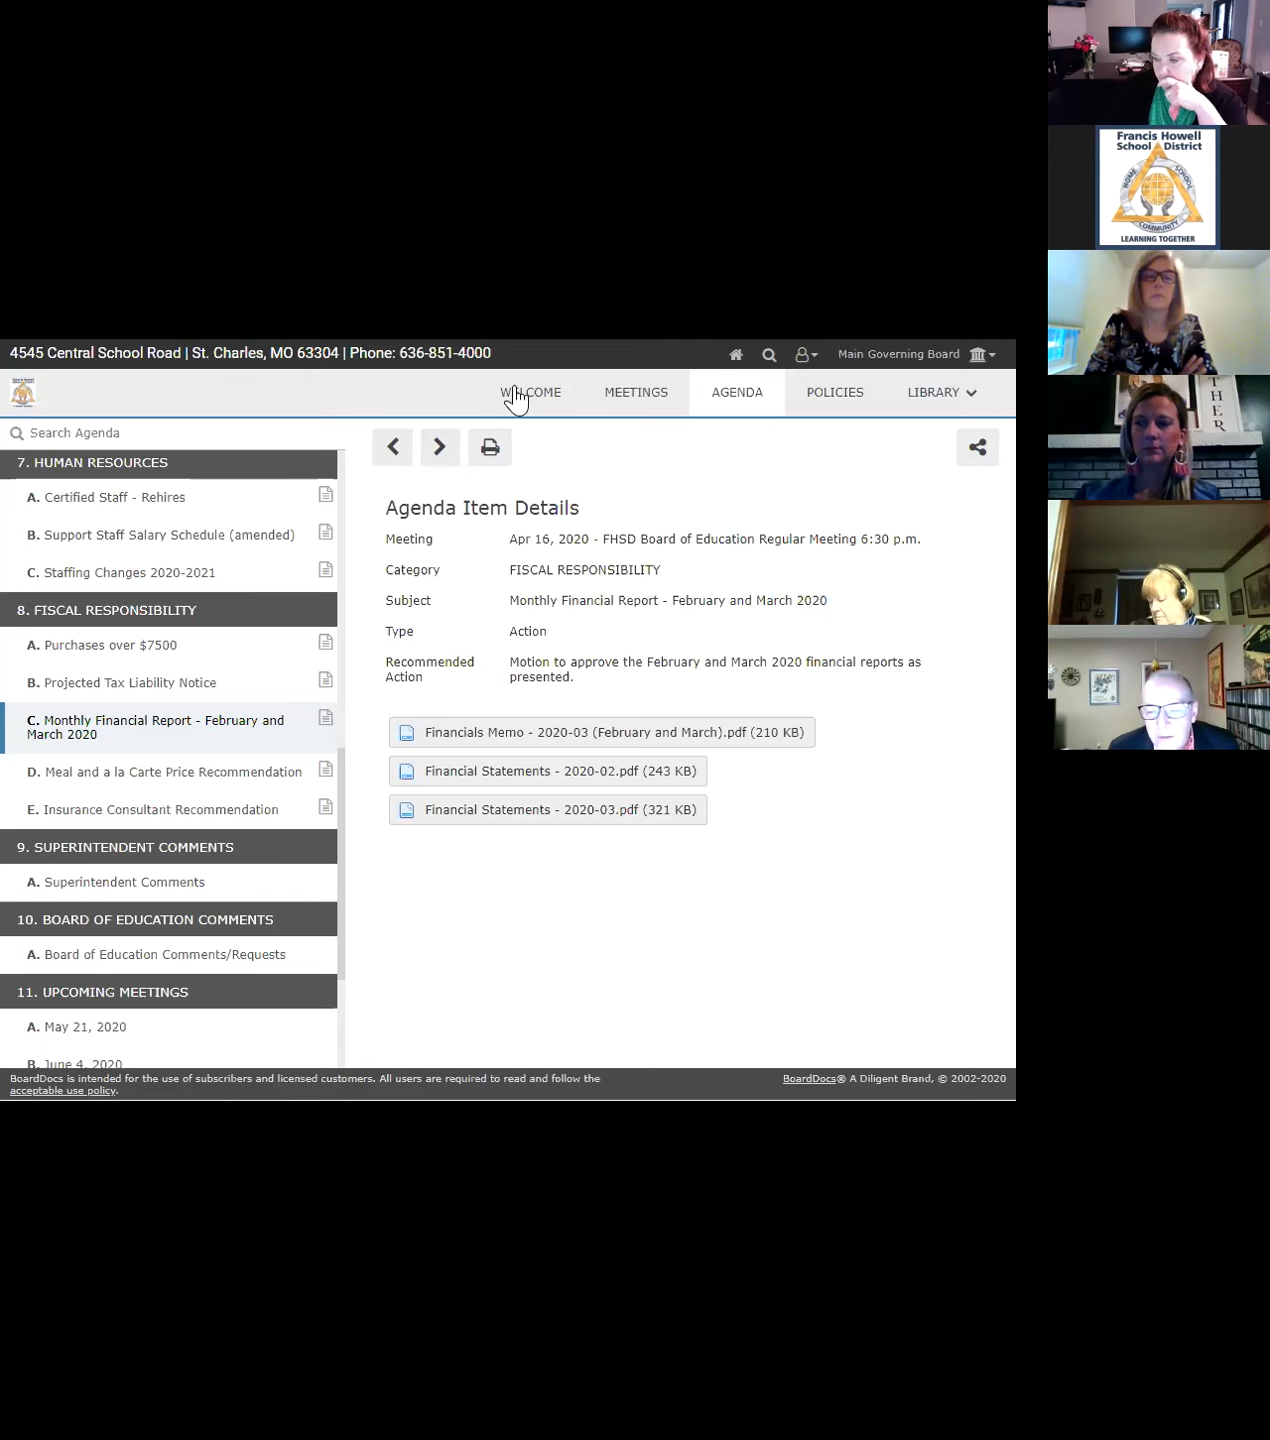 4545 Central School Road | St. Charles, MO 63304 | Phone: 636-851-4000
Main Governing Board
WELCOME
MEETINGS
AGENDA
POLICIES
LIBRARY
Search Agenda
7. HUMAN RESOURCES
A. Certified Staff - Rehires
B. Support Staff Salary Schedule (amended)
C. Staffing Changes 2020-2021
8. FISCAL RESPONSIBILITY
A. Purchases over $7500
B. Projected Tax Liability Notice
C. Monthly Financial Report - February and
March 2020
D. Meal and a la Carte Price Recommendation
E. Insurance Consultant Recommendation
9. SUPERINTENDENT COMMENTS
A. Superintendent Comments
10. BOARD OF EDUCATION COMMENTS
A. Board of Education Comments/Requests
11. UPCOMING MEETINGS
A. May 21, 2020
B. June 4, 2020
Agenda Item Details
Meeting Apr 16, 2020 - FHSD Board of Education Regular Meeting 6:30 p.m.
Category FISCAL RESPONSIBILITY
Subject Monthly Financial Report - February and March 2020
Type Action
Recommended Motion to approve the February and March 2020 financial reports as
Action presented.
Financials Memo - 2020-03 (February and March).pdf (210 KB)
Financial Statements - 2020-02.pdf (243 KB)
Financial Statements - 2020-03.pdf (321 KB)
BoardDocs is intended for the use of subscribers and licensed customers. All users are required to read and follow the
acceptable use policy.
BoardDocs® A Diligent Brand, © 2002-2020
Francis Howell
School District
HOME
SCHOOL
COMMUNITY
LEARNING TOGETHER
THER